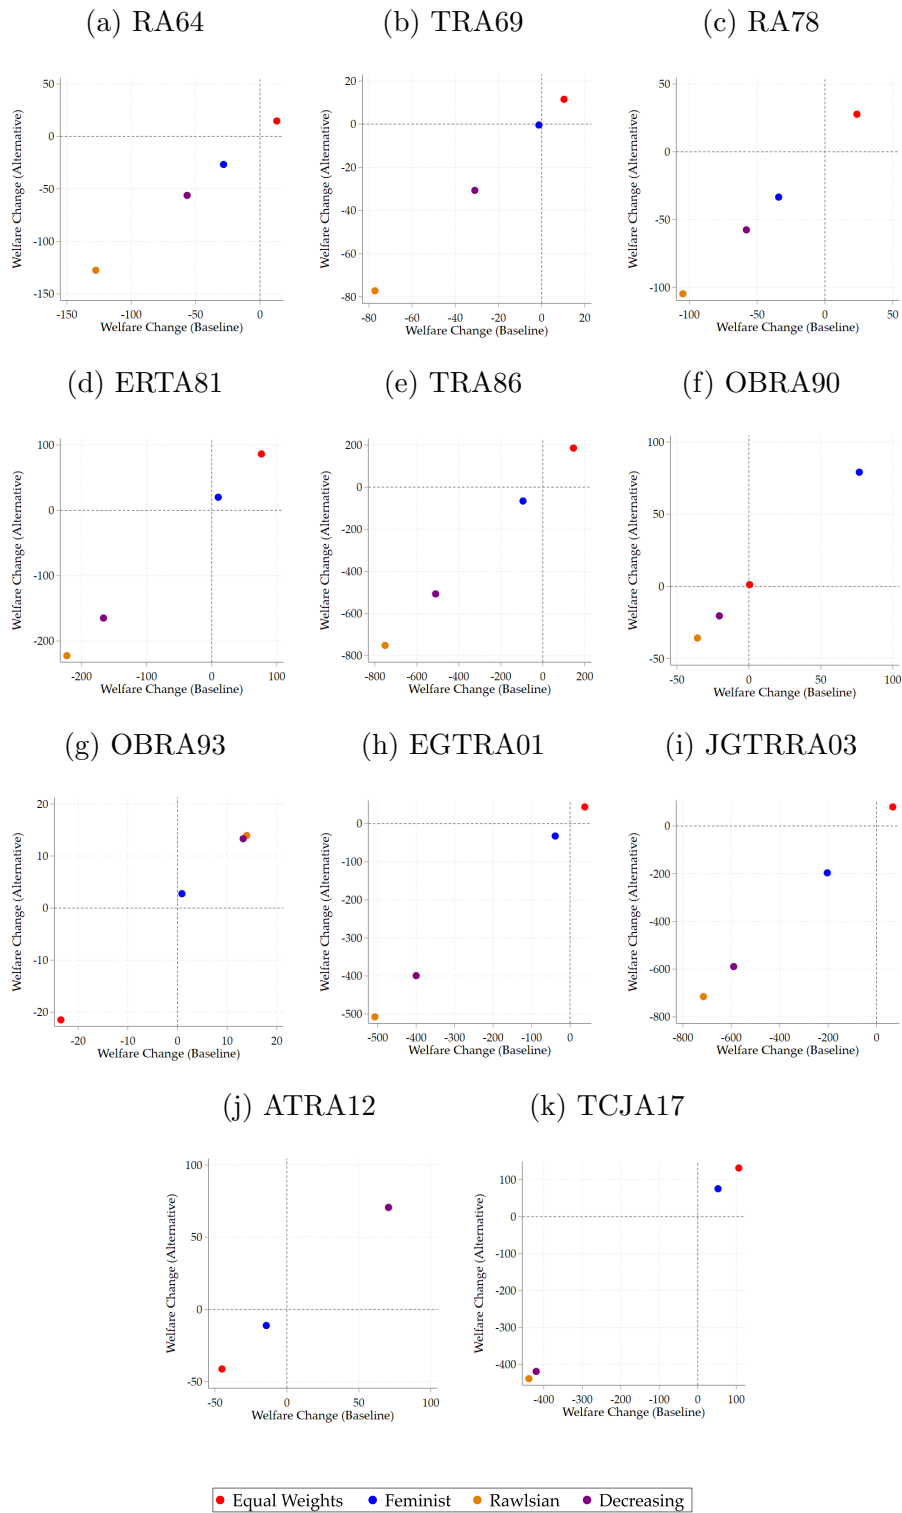 (a) RA64
(b) TRA69
(c) RA78
50
0
-50
-100
-150
Welfare Change (Alternative)
-150 -100 -50 0
Welfare Change (Baseline)
20
0
-20
-40
-60
-80
Welfare Change (Alternative)
-80 -60 -40 -20 0 20
Welfare Change (Baseline)
50
0
-50
-100
Welfare Change (Alternative)
-100 -50 0 50
Welfare Change (Baseline)
(d) ERTA81
(e) TRA86
(f) OBRA90
100
0
-100
-200
Welfare Change (Alternative)
-200 -100 0 100
Welfare Change (Baseline)
200
0
-200
-400
-600
-800
Welfare Change (Alternative)
-800 -600 -400 -200 0 200
Welfare Change (Baseline)
100
50
0
-50
Welfare Change (Alternative)
-50 0 50 100
Welfare Change (Baseline)
(g) OBRA93
(h) EGTRA01
(i) JGTRRA03
20
10
0
-10
-20
Welfare Change (Alternative)
-20 -10 0 10 20
Welfare Change (Baseline)
0
-100
-200
-300
-400
-500
Welfare Change (Alternative)
-500 -400 -300 -200 -100 0
Welfare Change (Baseline)
0
-200
-400
-600
-800
Welfare Change (Alternative)
-800 -600 -400 -200 0
Welfare Change (Baseline)
(j) ATRA12
(k) TCJA17
100
50
0
-50
Welfare Change (Alternative)
-50 0 50 100
Welfare Change (Baseline)
100
0
-100
-200
-300
-400
Welfare Change (Alternative)
-400 -300 -200 -100 0 100
Welfare Change (Baseline)
Equal Weights Feminist Rawlsian Decreasing